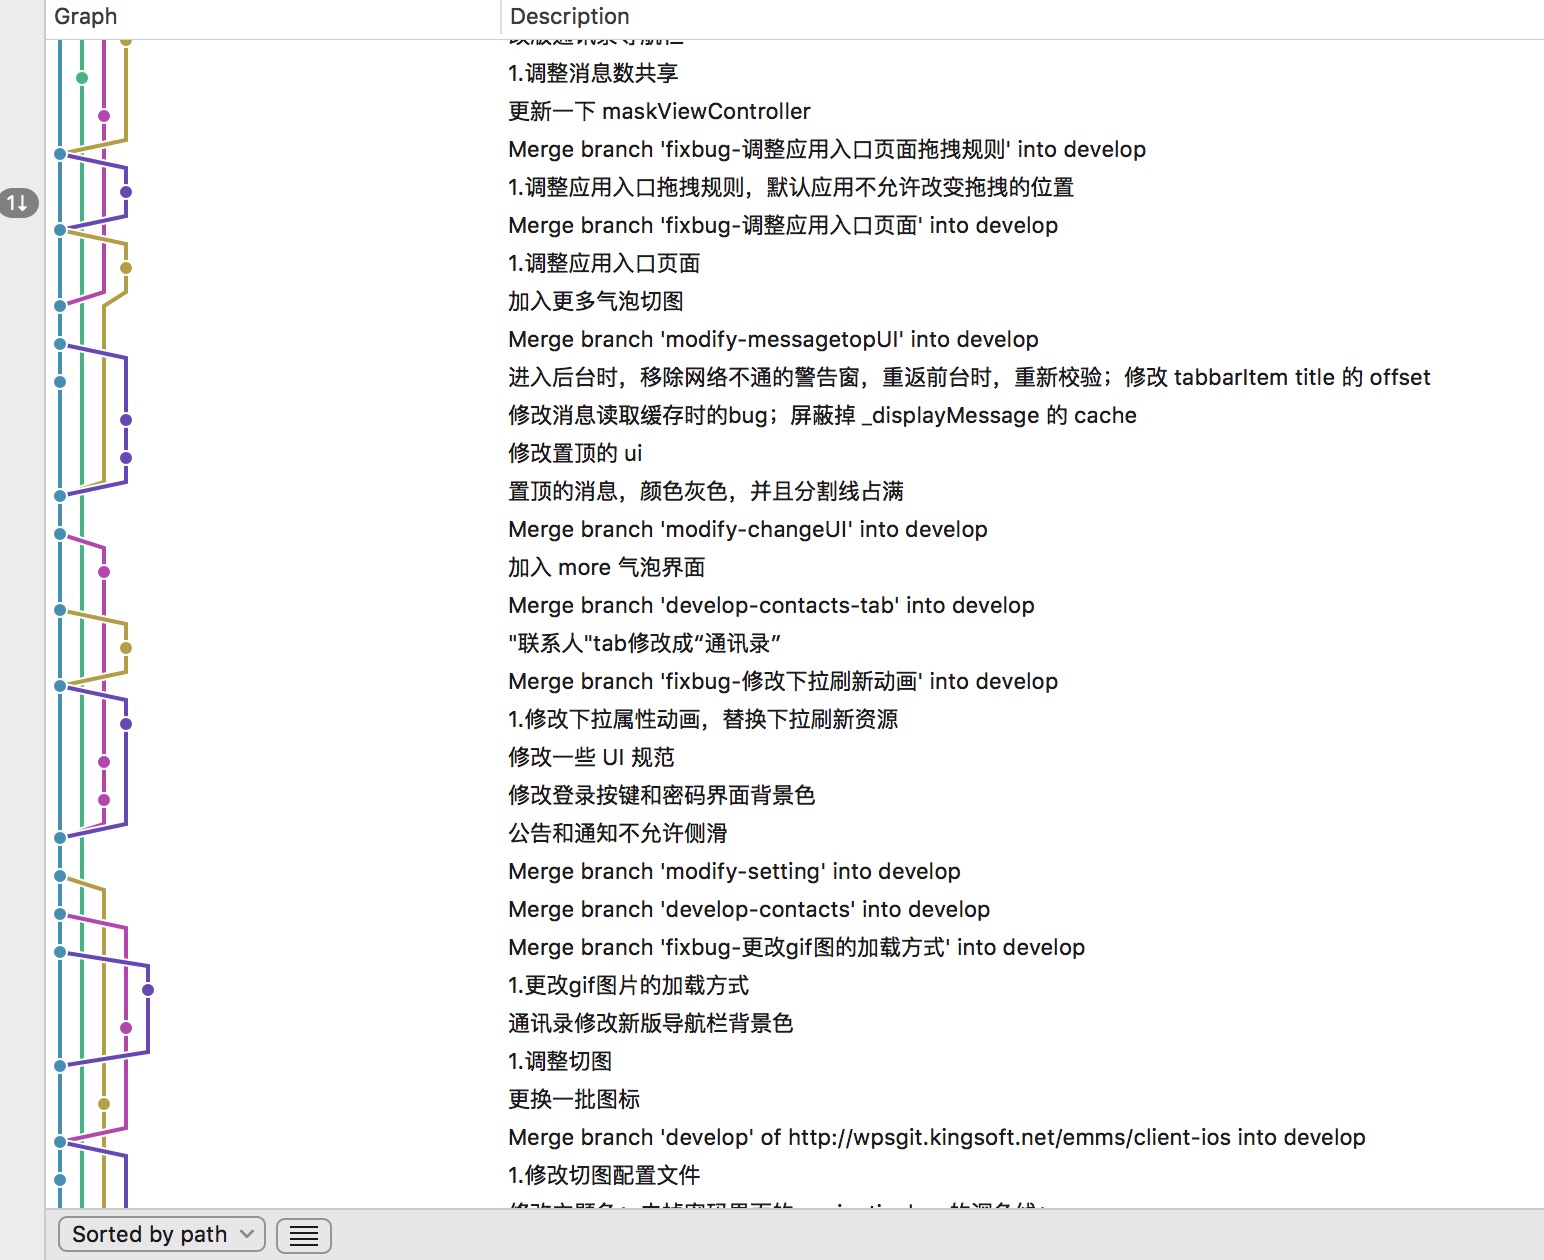 Graph
Description
改版通讯录导航栏
1.调整消息数共享
更新一下 maskViewController
Merge branch 'fixbug-调整应用入口页面拖拽规则' into develop
1.调整应用入口拖拽规则，默认应用不允许改变拖拽的位置
1↓
Merge branch 'fixbug-调整应用入口页面' into develop
1.调整应用入口页面
加入更多气泡切图
Merge branch 'modify-messagetopUI' into develop
进入后台时，移除网络不通的警告窗，重返前台时，重新校验；修改 tabbarItem title 的 offset
修改消息读取缓存时的bug；屏蔽掉 _displayMessage 的 cache
修改置顶的 ui
置顶的消息，颜色灰色，并且分割线占满
Merge branch 'modify-changeUI' into develop
加入 more 气泡界面
Merge branch 'develop-contacts-tab' into develop
"联系人"tab修改成“通讯录”
Merge branch 'fixbug-修改下拉刷新动画' into develop
1.修改下拉属性动画，替换下拉刷新资源
修改一些 UI 规范
修改登录按键和密码界面背景色
公告和通知不允许侧滑
Merge branch 'modify-setting' into develop
Merge branch 'develop-contacts' into develop
Merge branch 'fixbug-更改gif图的加载方式' into develop
1.更改gif图片的加载方式
通讯录修改新版导航栏背景色
1.调整切图
更换一批图标
Merge branch 'develop' of http://wpsgit.kingsoft.net/emms/client-ios into develop
1.修改切图配置文件
Sorted by path